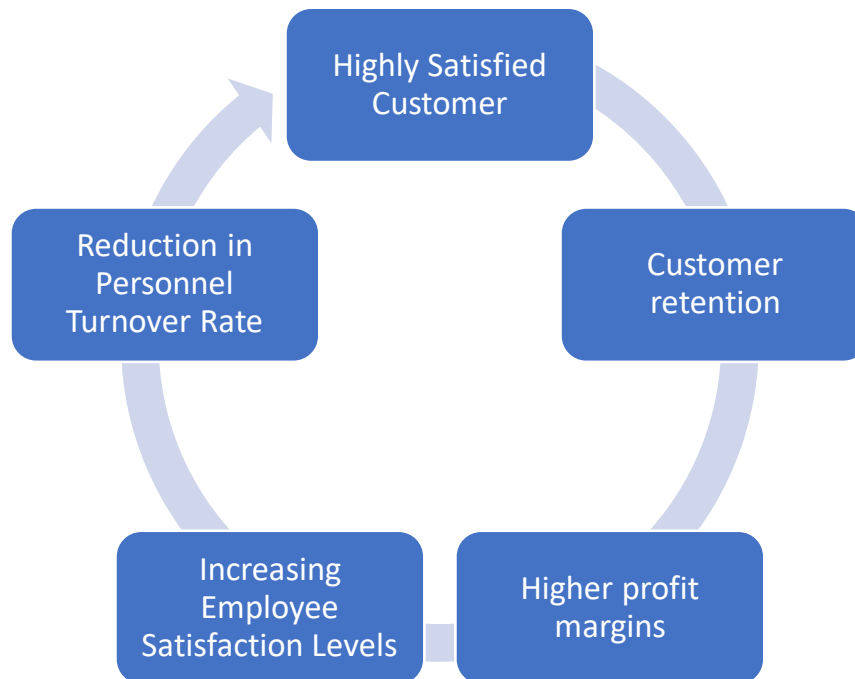 Highly Satisfied
Customer
Customer
retention
Higher profit
margins
Increasing
Employee
Satisfaction Levels
Reduction in
Personnel
Turnover Rate